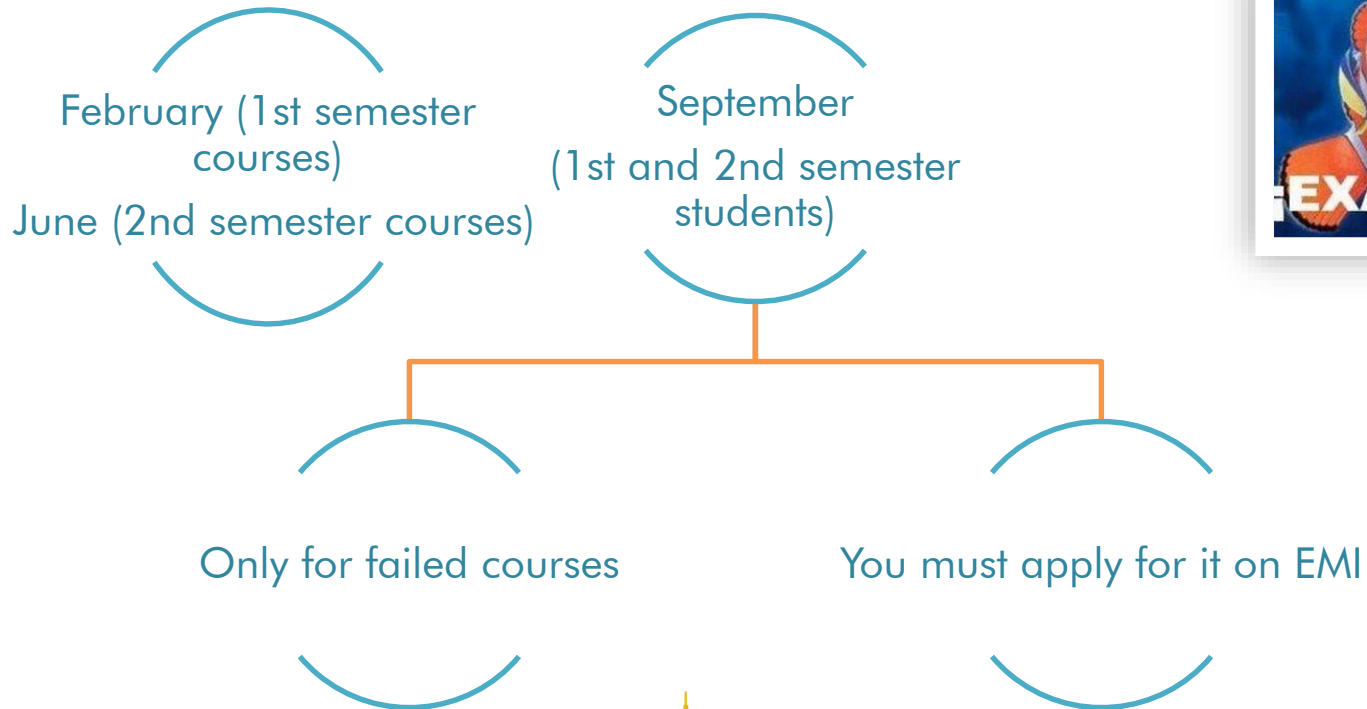 February (1st semester
courses)
June (2nd semester courses)
September
(1st and 2nd semester
students)
Only for failed courses
You must apply for it on EMI